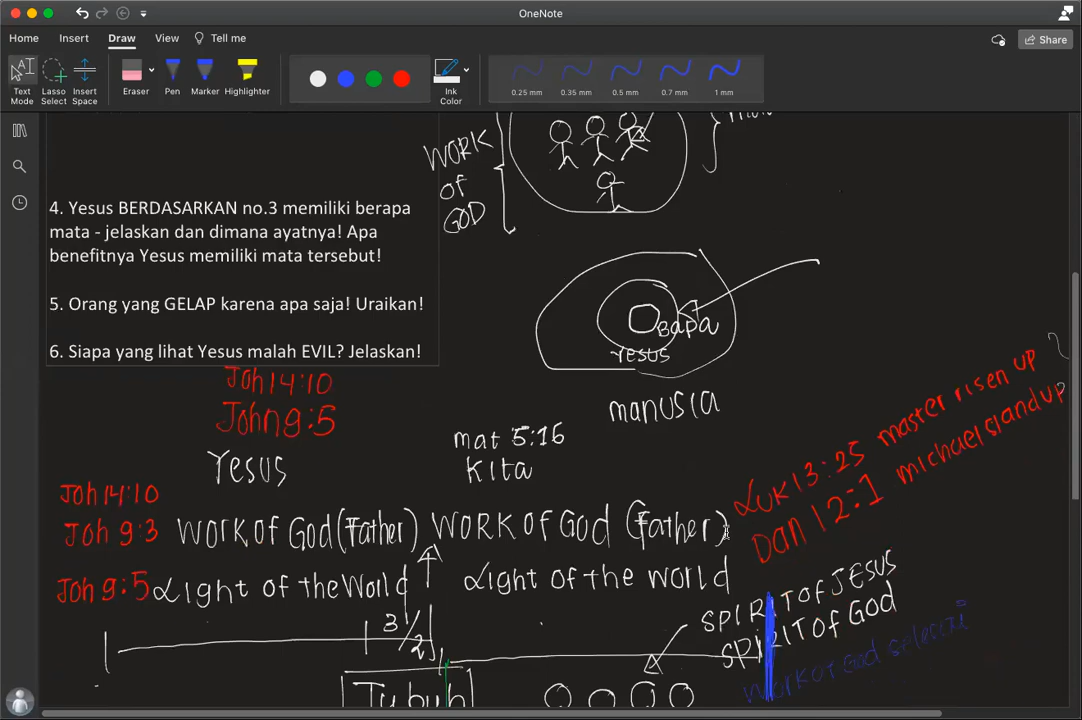 OneNote
Home Insert Draw View Tell me
Share
Text Mode
Lasso Select
Insert Space
Eraser
Pen
Marker
Highlighter
Ink Color
0.25 mm 0.35 mm 0.5 mm 0.7 mm 1 mm
WORK
of
GOD
4. Yesus BERDASARKAN no.3 memiliki berapa
mata - jelaskan dan dimana ayatnya! Apa
benefitnya Yesus memiliki mata tersebut!
5. Orang yang GELAP karena apa saja! Uraikan!
6. Siapa yang lihat Yesus malah EVIL? Jelaskan!
Bapa
Yesus
manusia
Joh 14:10
John 9:5
Yesus
mat 5:16
Kita
Luk 13:25 master risen up
Dan 12:1 michael stand up
Joh 14:10
Joh 9:3 WORK OF God (Father) WORK OF God (Father)
Joh 9:5 Light of the World Light of the world
3 1/2
SPIRIT OF JESUS
SPIRIT OF God
Work of God selesai
Tubuh